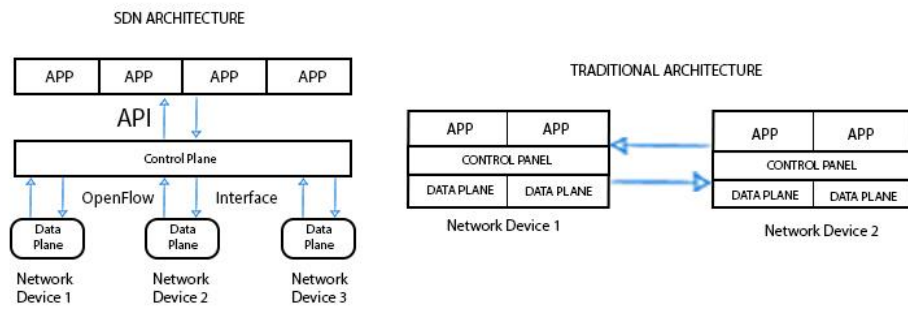 SDN ARCHITECTURE
APP APP APP APP
API
Control Plane
OpenFlow Interface
Data Plane
Data Plane
Data Plane
Network Device 1
Network Device 2
Network Device 3
TRADITIONAL ARCHITECTURE
APP APP
CONTROL PANEL
DATA PLANE DATA PLANE
Network Device 1
APP APP
CONTROL PANEL
DATA PLANE DATA PLANE
Network Device 2